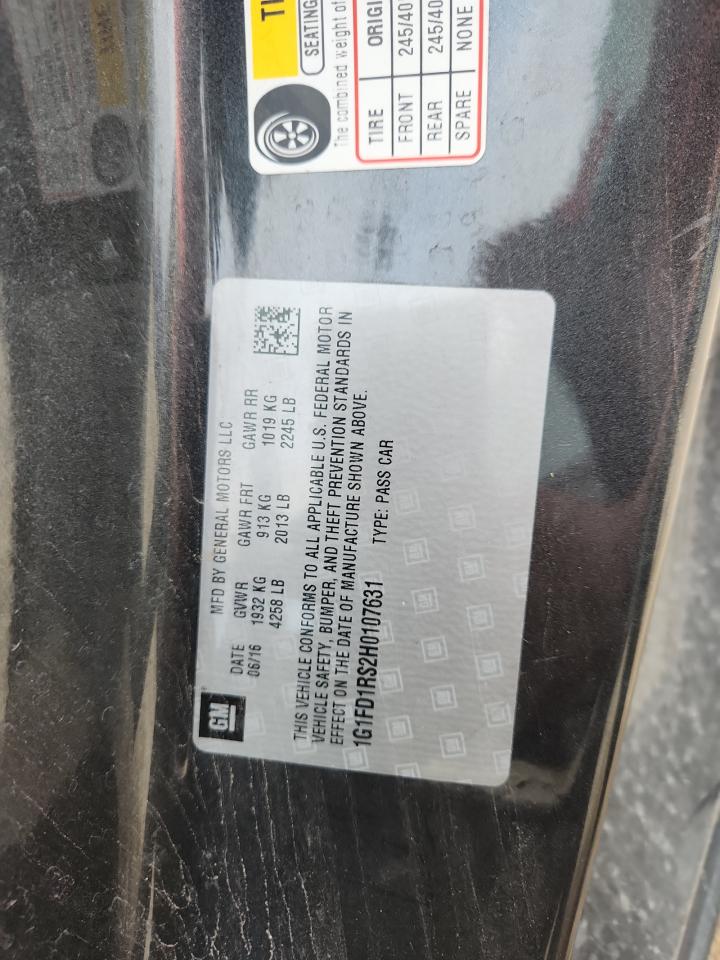 GM
MFD BY GENERAL MOTORS LLC
DATE GVWR GAWR FRT GAWR RR
06/16 1932 KG 913 KG 1019 KG
4258 LB 2013 LB 2245 LB
THIS VEHICLE CONFORMS TO ALL APPLICABLE U.S. FEDERAL MOTOR
VEHICLE SAFETY, BUMPER, AND THEFT PREVENTION STANDARDS IN
EFFECT ON THE DATE OF MANUFACTURE SHOWN ABOVE.
1G1FD1RS2H0107631 TYPE: PASS CAR
TI
SEATING
The combined weight of
TIRE ORIGI
FRONT 245/40
REAR 245/40
SPARE NONE